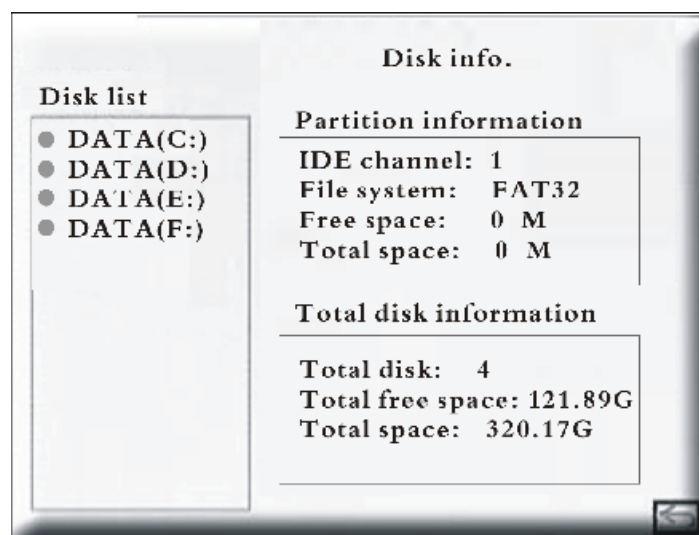 Disk info.
Disk list
DATA(C:)
DATA(D:)
DATA(E:)
DATA(F:)
Partition information
IDE channel: 1
File system: FAT32
Free space: 0 M
Total space: 0 M
Total disk information
Total disk: 4
Total free space: 121.89G
Total space: 320.17G